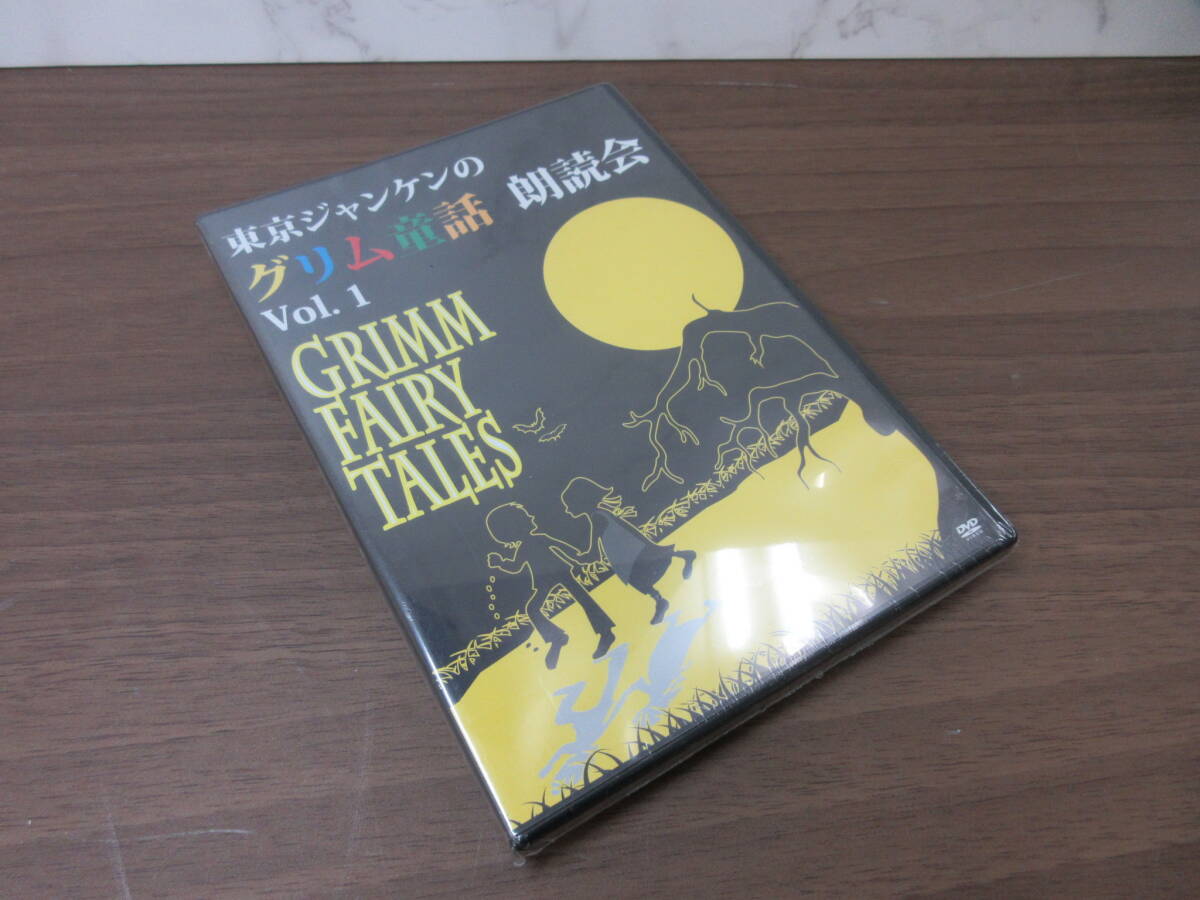 東京ジャンケンの
グリム童話 朗読会
Vol. 1
GRIMM
FAIRY
TALES
DVD
VIDEO